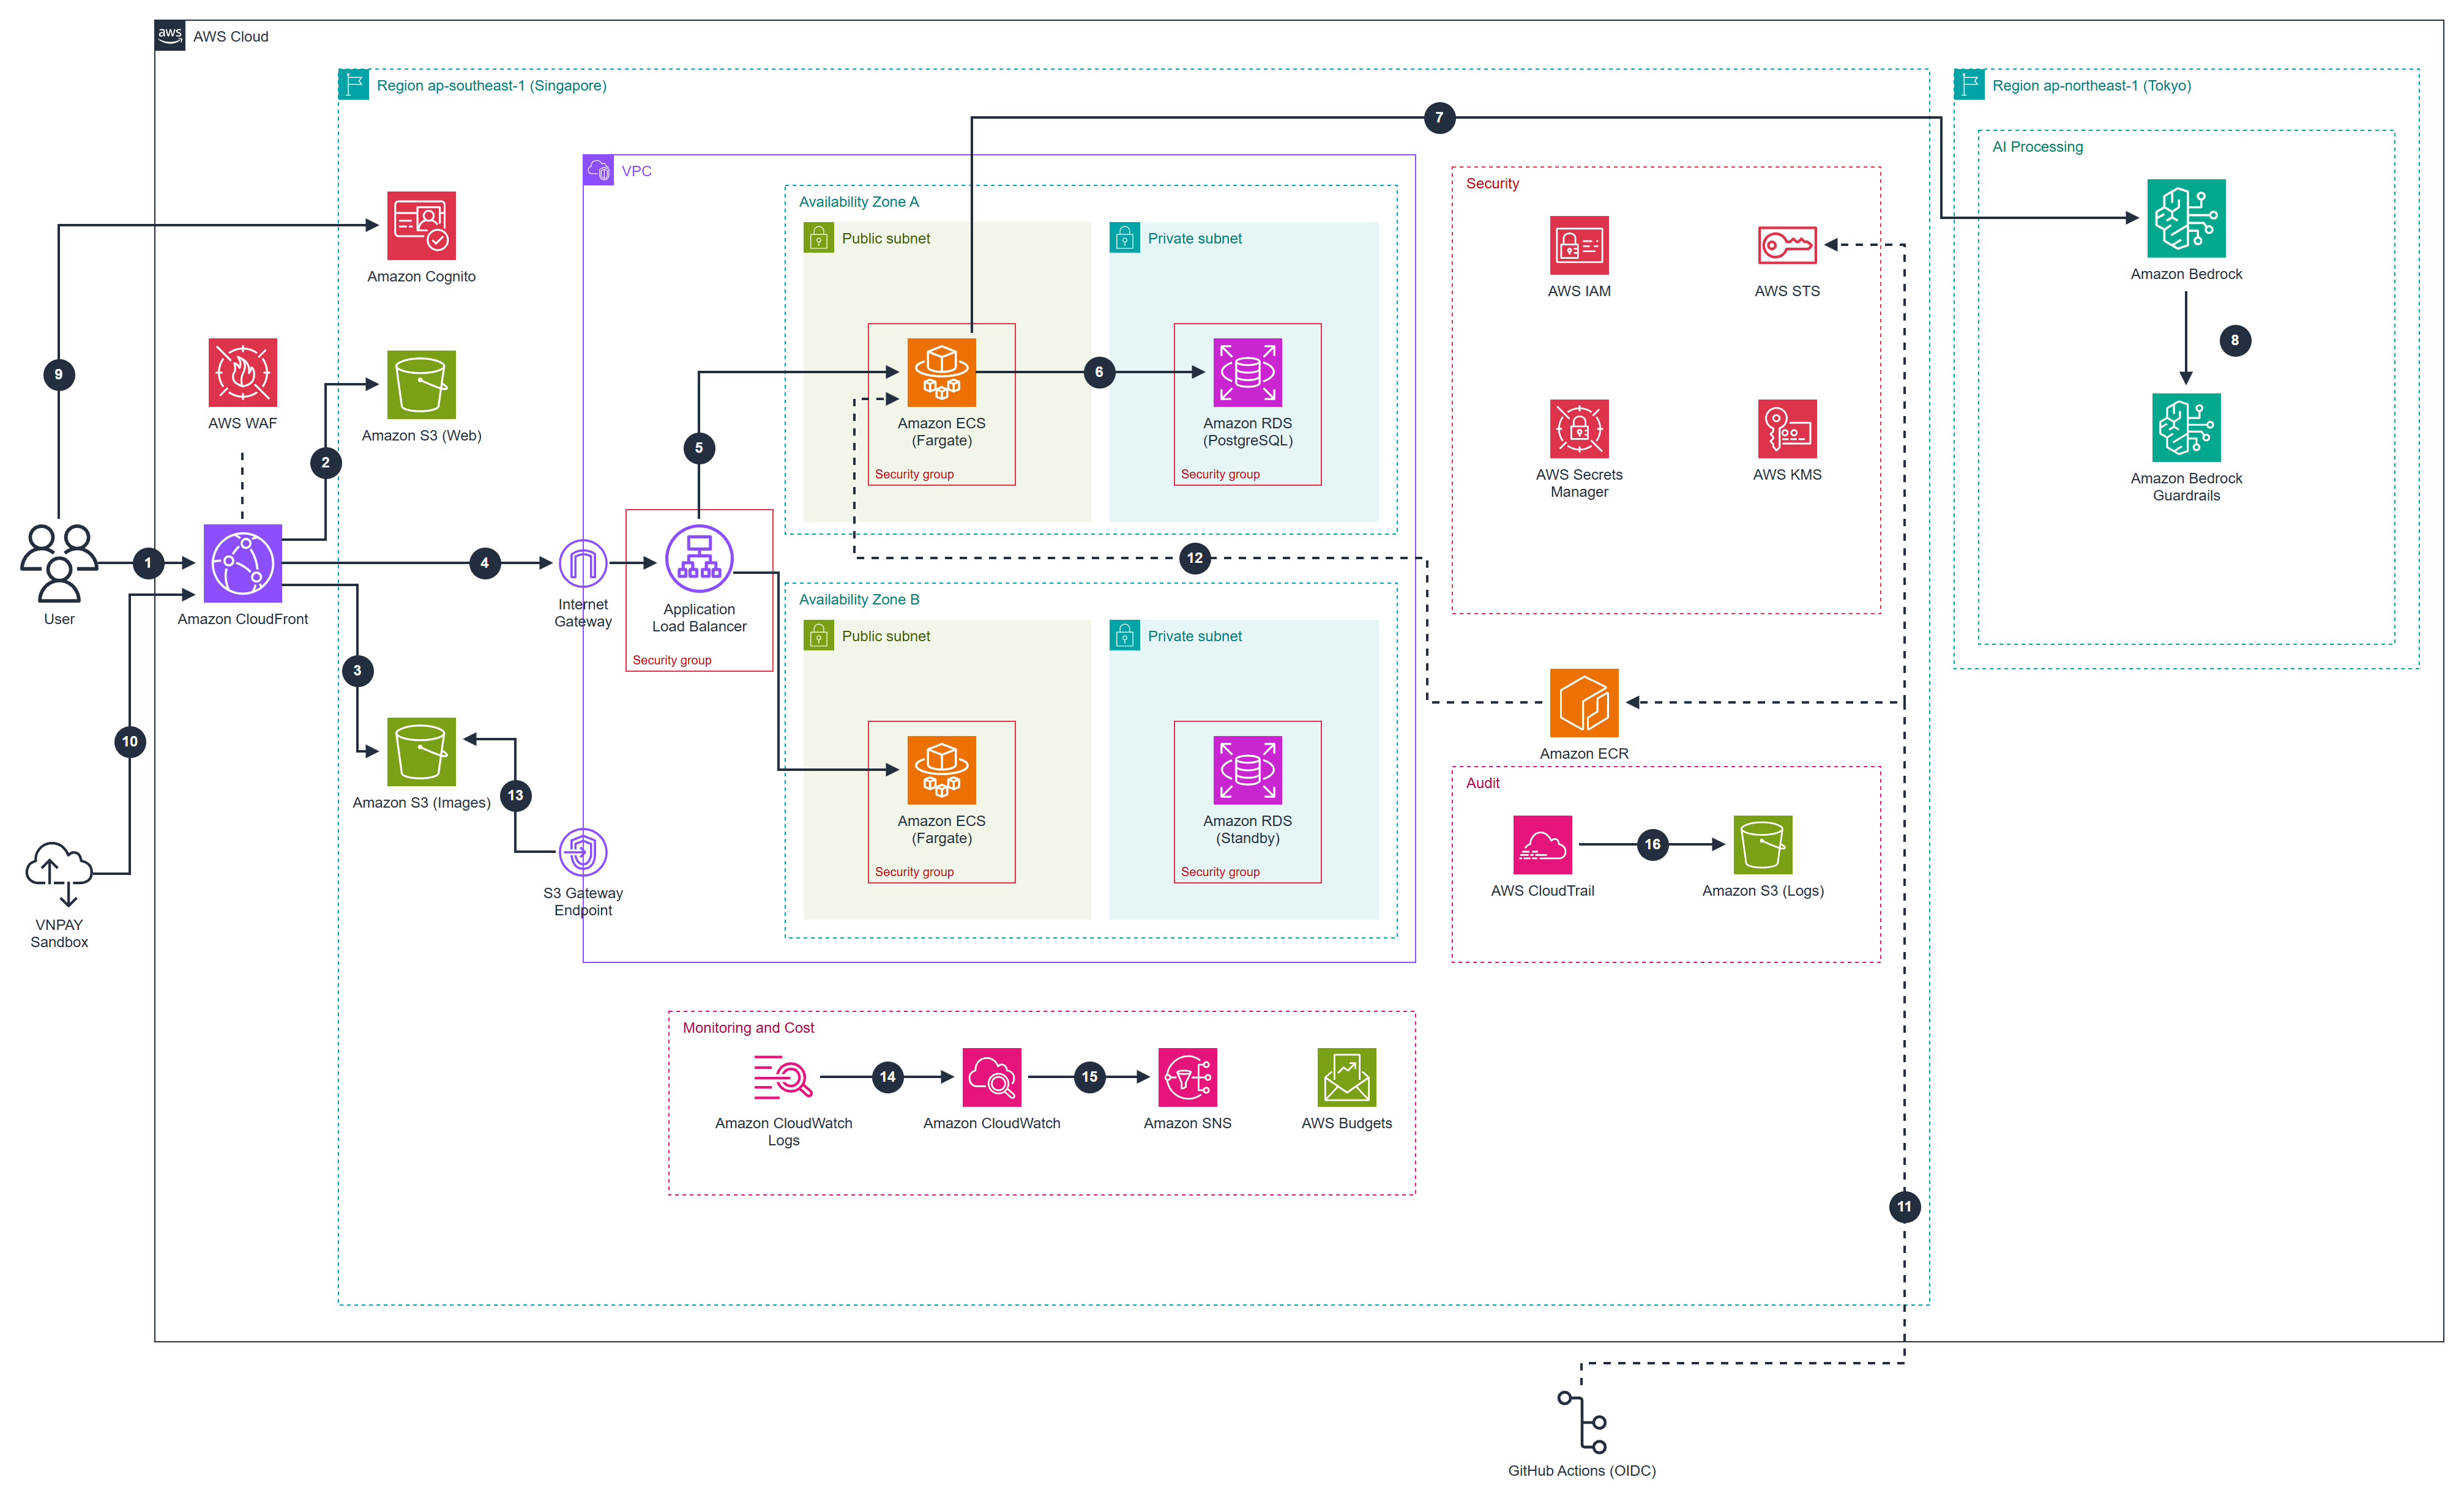 aws
AWS Cloud
Region ap-southeast-1 (Singapore)
Region ap-northeast-1 (Tokyo)
7
AI Processing
VPC
Security
Availability Zone A
Public subnet
Private subnet
Amazon Cognito
AWS IAM
AWS STS
Amazon Bedrock
8
9
AWS WAF
Amazon S3 (Web)
2
5
6
Amazon ECS
(Fargate)
Security group
Amazon RDS
(PostgreSQL)
Security group
AWS Secrets
Manager
AWS KMS
Amazon Bedrock
Guardrails
1
User
Amazon CloudFront
4
Internet
Gateway
Application
Load Balancer
Security group
12
Availability Zone B
Public subnet
Private subnet
3
10
Amazon S3 (Images)
13
S3 Gateway
Endpoint
VNPAY
Sandbox
Amazon ECS
(Fargate)
Security group
Amazon RDS
(Standby)
Security group
Amazon ECR
Audit
16
AWS CloudTrail
Amazon S3 (Logs)
Monitoring and Cost
14
15
Amazon CloudWatch
Logs
Amazon CloudWatch
Amazon SNS
AWS Budgets
11
GitHub Actions (OIDC)